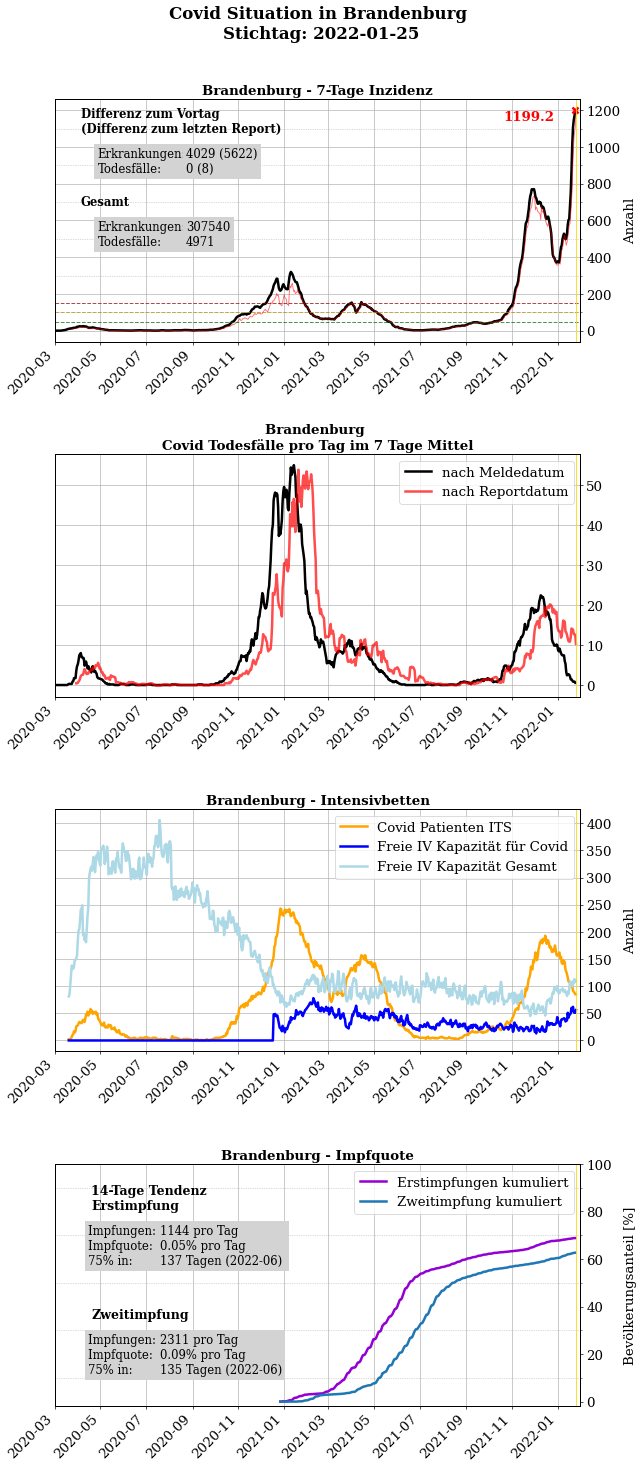 Covid Situation in Brandenburg
Stichtag: 2022-01-25
Brandenburg - 7-Tage Inzidenz
Differenz zum Vortag
(Differenz zum letzten Report)
Erkrankungen 4029 (5622)
Todesfälle: 0 (8)
Gesamt
Erkrankungen 307540
Todesfälle: 4971
1199.2
1200
1000
800
600
400
200
0
Anzahl
2020-03
2020-05
2020-07
2020-09
2020-11
2021-01
2021-03
2021-05
2021-07
2021-09
2021-11
2022-01
Brandenburg
Covid Todesfälle pro Tag im 7 Tage Mittel
nach Meldedatum
nach Reportdatum
50
40
30
20
10
0
2020-03
2020-05
2020-07
2020-09
2020-11
2021-01
2021-03
2021-05
2021-07
2021-09
2021-11
2022-01
Brandenburg - Intensivbetten
Covid Patienten ITS
Freie IV Kapazität für Covid
Freie IV Kapazität Gesamt
400
350
300
250
200
150
100
50
0
Anzahl
2020-03
2020-05
2020-07
2020-09
2020-11
2021-01
2021-03
2021-05
2021-07
2021-09
2021-11
2022-01
Brandenburg - Impfquote
14-Tage Tendenz
Erstimpfung
Impfungen: 1144 pro Tag
Impfquote: 0.05% pro Tag
75% in: 137 Tagen (2022-06)
Zweitimpfung
Impfungen: 2311 pro Tag
Impfquote: 0.09% pro Tag
75% in: 135 Tagen (2022-06)
Erstimpfungen kumuliert
Zweitimpfung kumuliert
100
80
60
40
20
0
Bevölkerungsanteil [%]
2020-03
2020-05
2020-07
2020-09
2020-11
2021-01
2021-03
2021-05
2021-07
2021-09
2021-11
2022-01